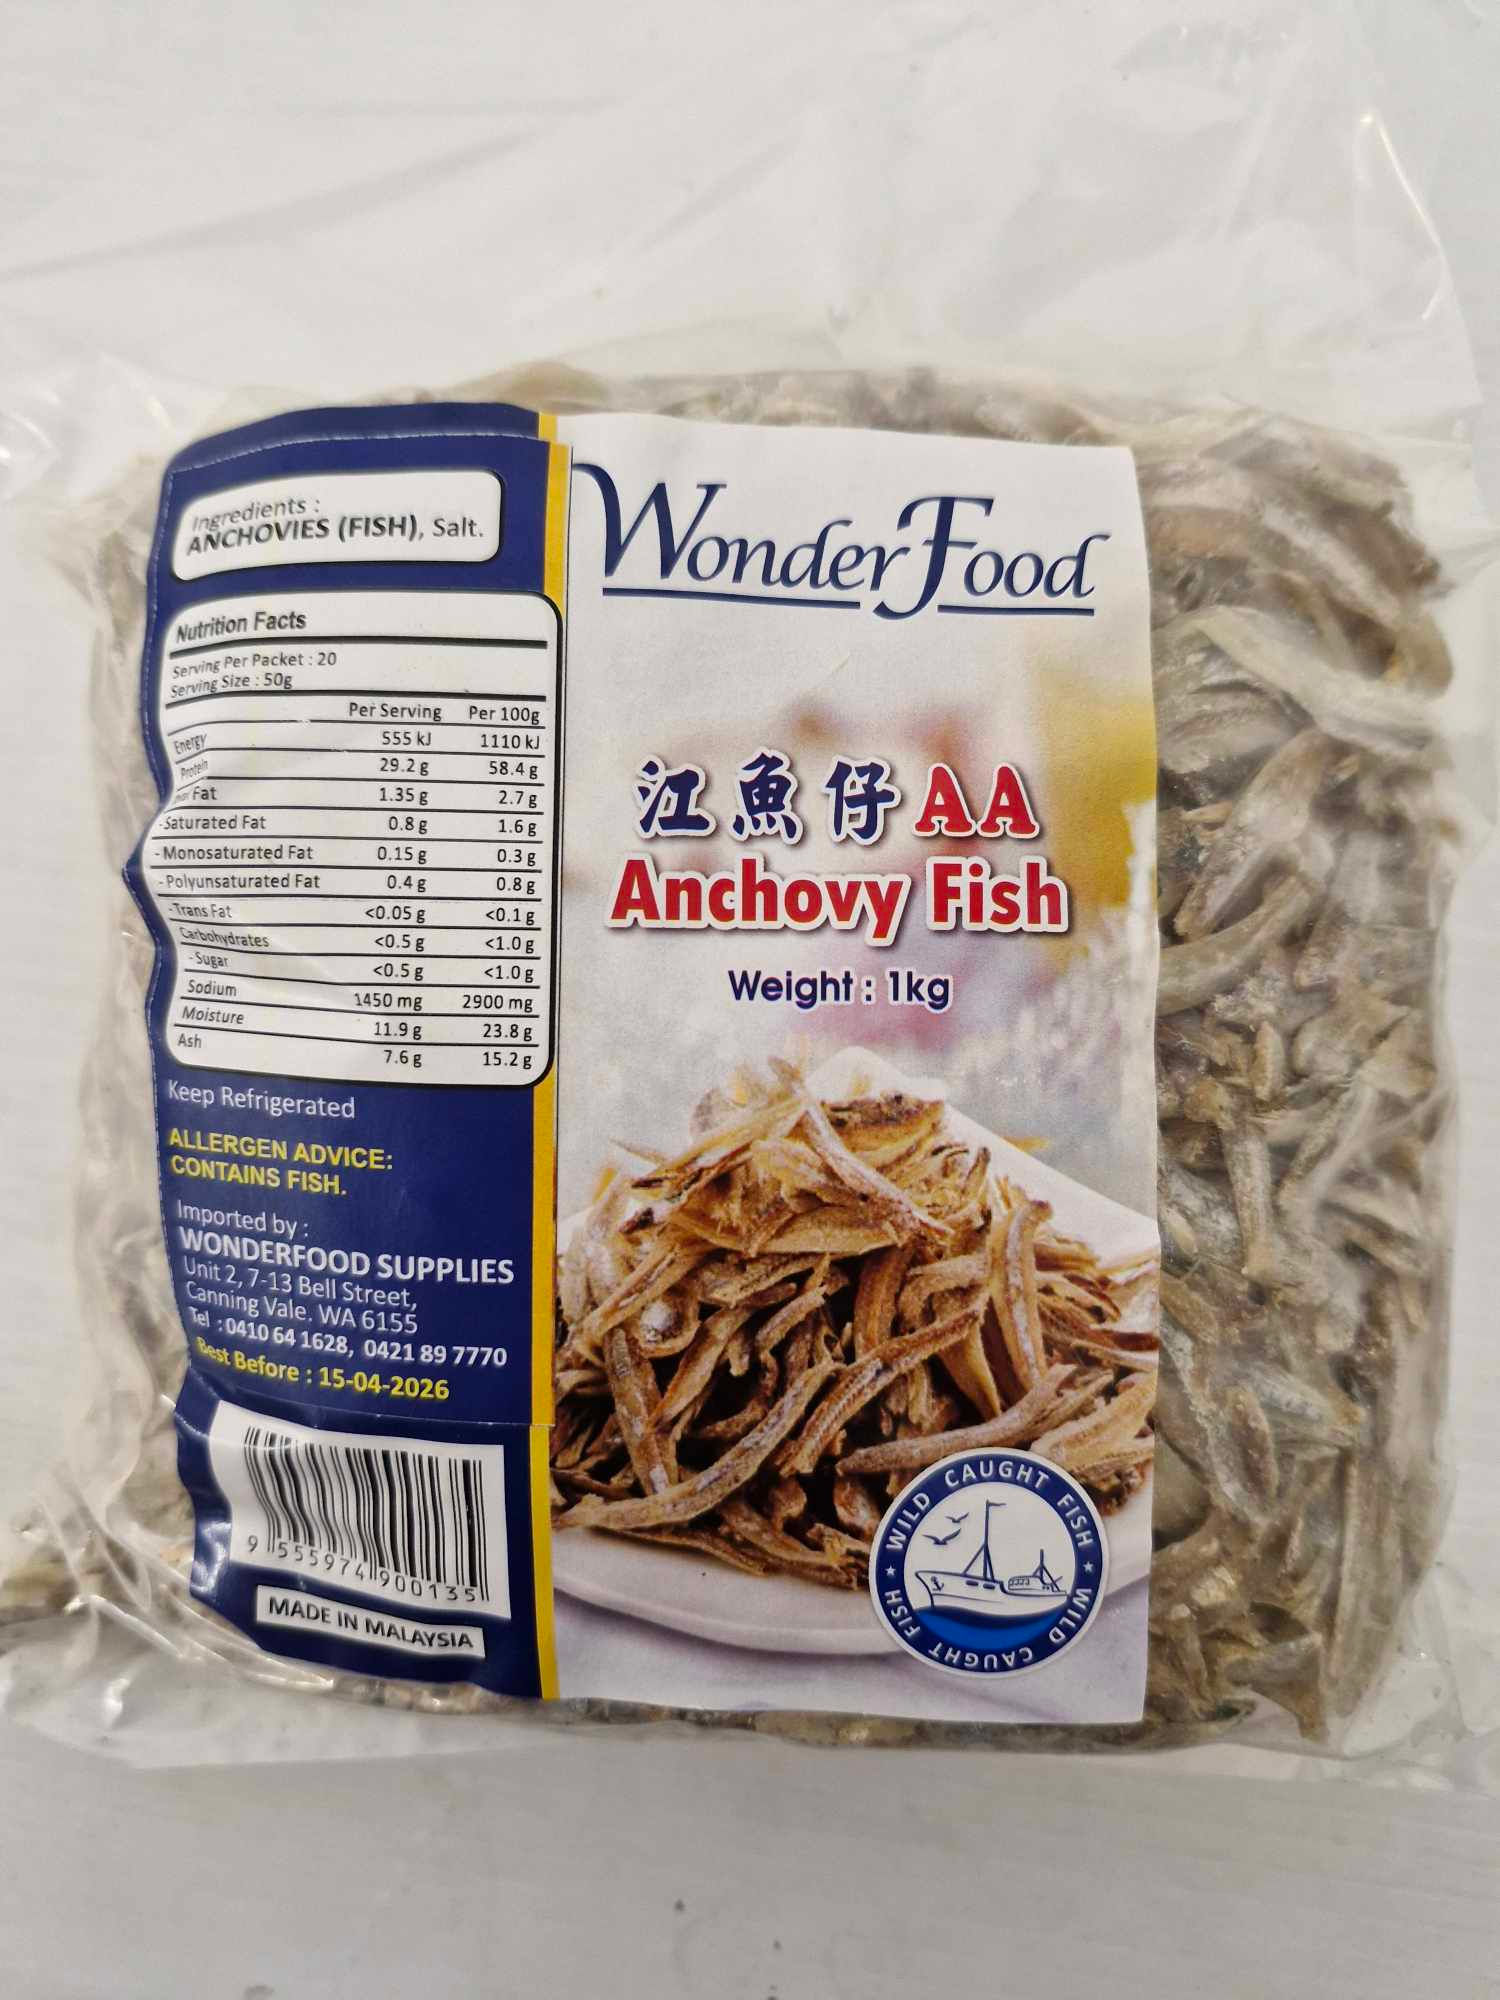 Ingredients :
ANCHOVIES (FISH), Salt.
Nutrition Facts
Serving Per Packet : 20
Serving Size : 50g
Per Serving Per 100g
Energy 555 kJ 1110 kJ
Protein 29.2 g 58.4 g
Fat 1.35 g 2.7 g
-Saturated Fat 0.8 g 1.6 g
- Monosaturated Fat 0.15 g 0.3 g
- Polyunsaturated Fat 0.4 g 0.8 g
-Trans Fat <0.05 g <0.1 g
Carbohydrates <0.5 g <1.0 g
- Sugar <0.5 g <1.0 g
Sodium 1450 mg 2900 mg
Moisture 11.9 g 23.8 g
Ash 7.6 g 15.2 g
Keep Refrigerated
ALLERGEN ADVICE:
CONTAINS FISH.
Imported by :
WONDERFOOD SUPPLIES
Unit 2, 7-13 Bell Street,
Canning Vale. WA 6155
Tel : 0410 64 1628, 0421 89 7770
Best Before : 15-04-2026
9 555974 900135
MADE IN MALAYSIA
WonderFood
江魚仔 AA
Anchovy Fish
Weight : 1kg
WILD CAUGHT FISH ★ WILD CAUGHT FISH ★